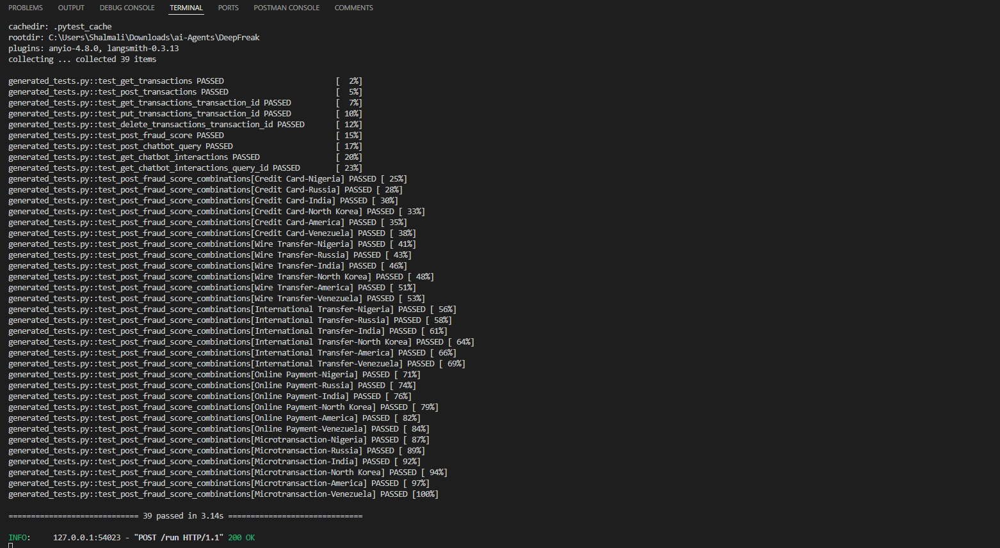 PROBLEMS OUTPUT DEBUG CONSOLE TERMINAL PORTS POSTMAN CONSOLE COMMENTS
cachedir: .pytest_cache
rootdir: C:\Users\Shalmali\Downloads\ai-Agents\DeepFreak
plugins: anyio-4.8.0, langsmith-0.3.13
collecting ... collected 39 items
generated_tests.py::test_get_transactions PASSED [  2%]
generated_tests.py::test_post_transactions PASSED [  5%]
generated_tests.py::test_get_transactions_transaction_id PASSED [  7%]
generated_tests.py::test_put_transactions_transaction_id PASSED [ 10%]
generated_tests.py::test_delete_transactions_transaction_id PASSED [ 12%]
generated_tests.py::test_post_fraud_score PASSED [ 15%]
generated_tests.py::test_post_chatbot_query PASSED [ 17%]
generated_tests.py::test_get_chatbot_interactions PASSED [ 20%]
generated_tests.py::test_get_chatbot_interactions_query_id PASSED [ 23%]
generated_tests.py::test_post_fraud_score_combinations[Credit Card-Nigeria] PASSED [ 25%]
generated_tests.py::test_post_fraud_score_combinations[Credit Card-Russia] PASSED [ 28%]
generated_tests.py::test_post_fraud_score_combinations[Credit Card-India] PASSED [ 30%]
generated_tests.py::test_post_fraud_score_combinations[Credit Card-North Korea] PASSED [ 33%]
generated_tests.py::test_post_fraud_score_combinations[Credit Card-America] PASSED [ 35%]
generated_tests.py::test_post_fraud_score_combinations[Credit Card-Venezuela] PASSED [ 38%]
generated_tests.py::test_post_fraud_score_combinations[Wire Transfer-Nigeria] PASSED [ 41%]
generated_tests.py::test_post_fraud_score_combinations[Wire Transfer-Russia] PASSED [ 43%]
generated_tests.py::test_post_fraud_score_combinations[Wire Transfer-India] PASSED [ 46%]
generated_tests.py::test_post_fraud_score_combinations[Wire Transfer-North Korea] PASSED [ 48%]
generated_tests.py::test_post_fraud_score_combinations[Wire Transfer-America] PASSED [ 51%]
generated_tests.py::test_post_fraud_score_combinations[Wire Transfer-Venezuela] PASSED [ 53%]
generated_tests.py::test_post_fraud_score_combinations[International Transfer-Nigeria] PASSED [ 56%]
generated_tests.py::test_post_fraud_score_combinations[International Transfer-Russia] PASSED [ 58%]
generated_tests.py::test_post_fraud_score_combinations[International Transfer-India] PASSED [ 61%]
generated_tests.py::test_post_fraud_score_combinations[International Transfer-North Korea] PASSED [ 64%]
generated_tests.py::test_post_fraud_score_combinations[International Transfer-America] PASSED [ 66%]
generated_tests.py::test_post_fraud_score_combinations[International Transfer-Venezuela] PASSED [ 69%]
generated_tests.py::test_post_fraud_score_combinations[Online Payment-Nigeria] PASSED [ 71%]
generated_tests.py::test_post_fraud_score_combinations[Online Payment-Russia] PASSED [ 74%]
generated_tests.py::test_post_fraud_score_combinations[Online Payment-India] PASSED [ 76%]
generated_tests.py::test_post_fraud_score_combinations[Online Payment-North Korea] PASSED [ 79%]
generated_tests.py::test_post_fraud_score_combinations[Online Payment-America] PASSED [ 82%]
generated_tests.py::test_post_fraud_score_combinations[Online Payment-Venezuela] PASSED [ 84%]
generated_tests.py::test_post_fraud_score_combinations[Microtransaction-Nigeria] PASSED [ 87%]
generated_tests.py::test_post_fraud_score_combinations[Microtransaction-Russia] PASSED [ 89%]
generated_tests.py::test_post_fraud_score_combinations[Microtransaction-India] PASSED [ 92%]
generated_tests.py::test_post_fraud_score_combinations[Microtransaction-North Korea] PASSED [ 94%]
generated_tests.py::test_post_fraud_score_combinations[Microtransaction-America] PASSED [ 97%]
generated_tests.py::test_post_fraud_score_combinations[Microtransaction-Venezuela] PASSED [100%]
============================= 39 passed in 3.14s ==============================
INFO:     127.0.0.1:54023 - "POST /run HTTP/1.1" 200 OK